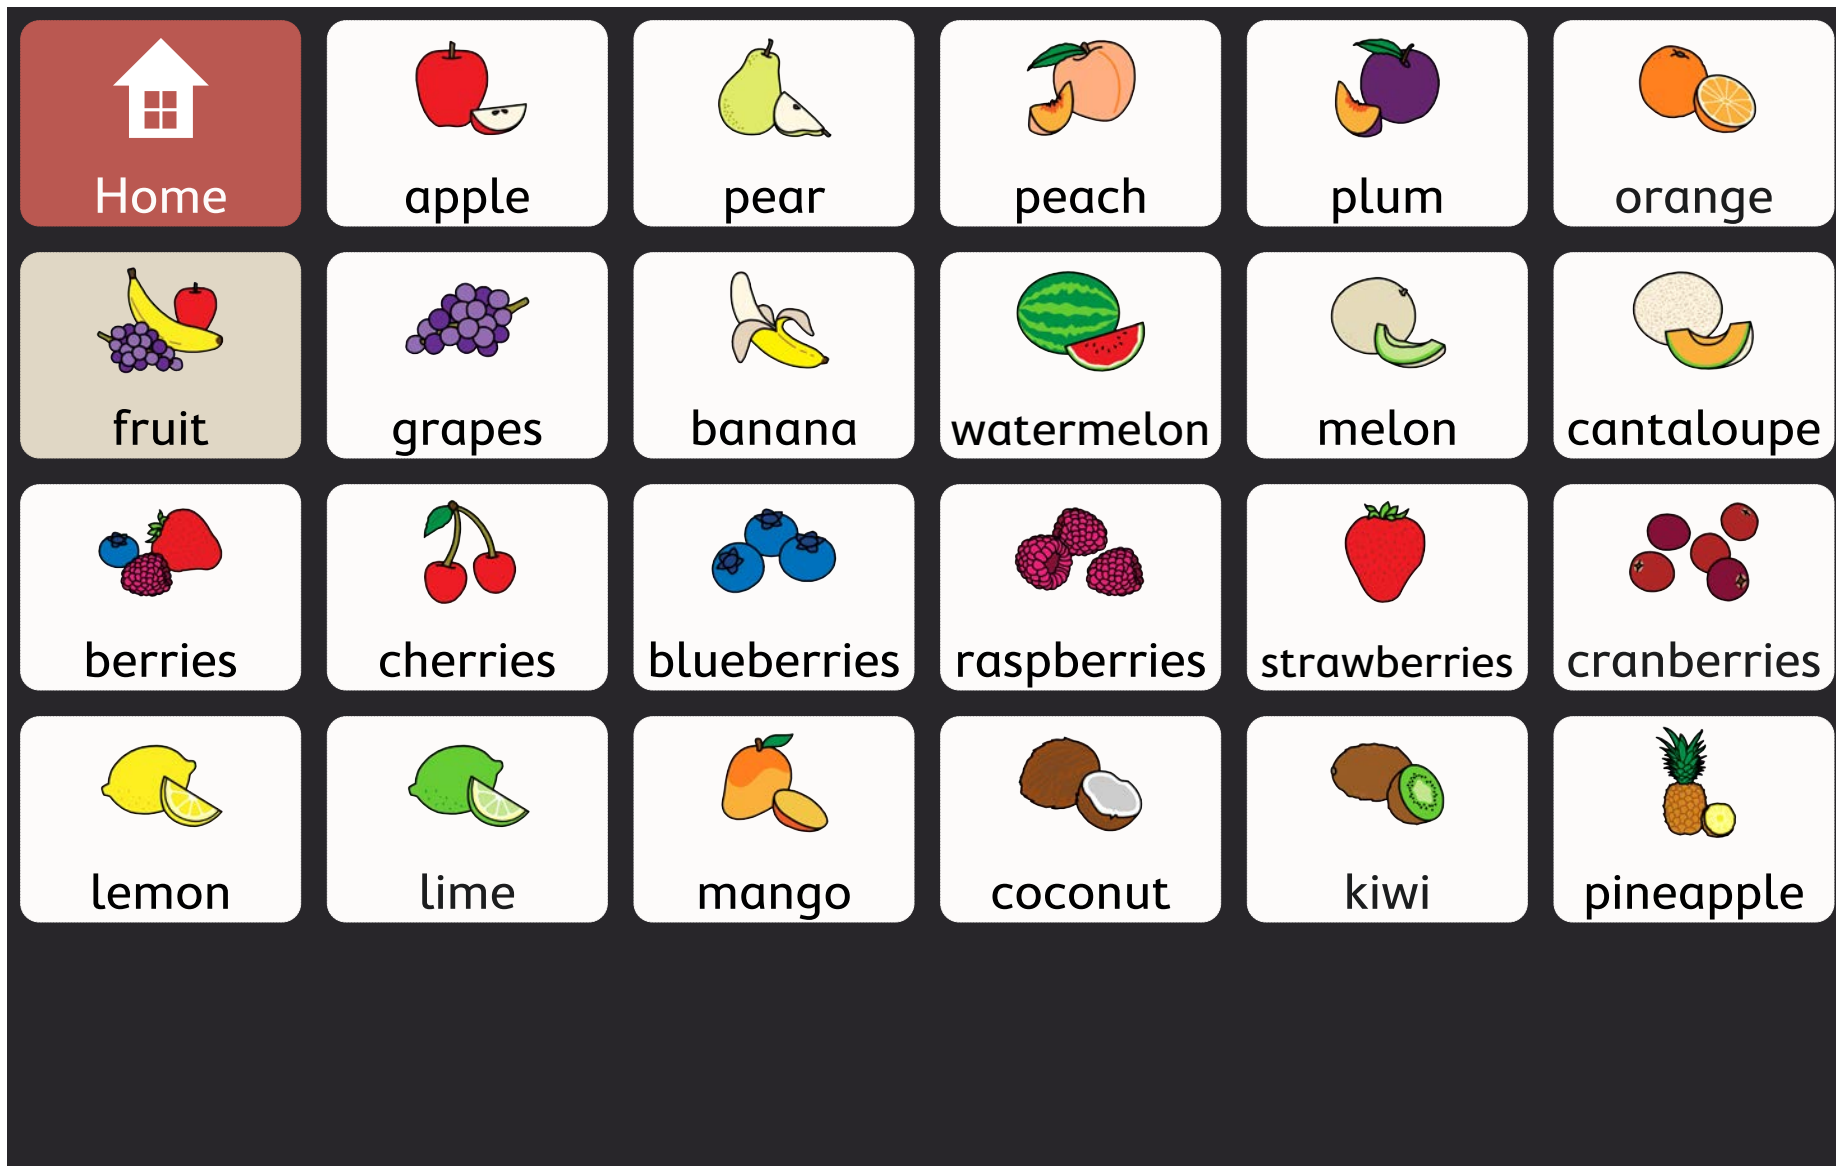 Home
apple
pear
peach
plum
orange
fruit
grapes
banana
watermelon
melon
cantaloupe
berries
cherries
blueberries
raspberries
strawberries
cranberries
lemon
lime
mango
coconut
kiwi
pineapple